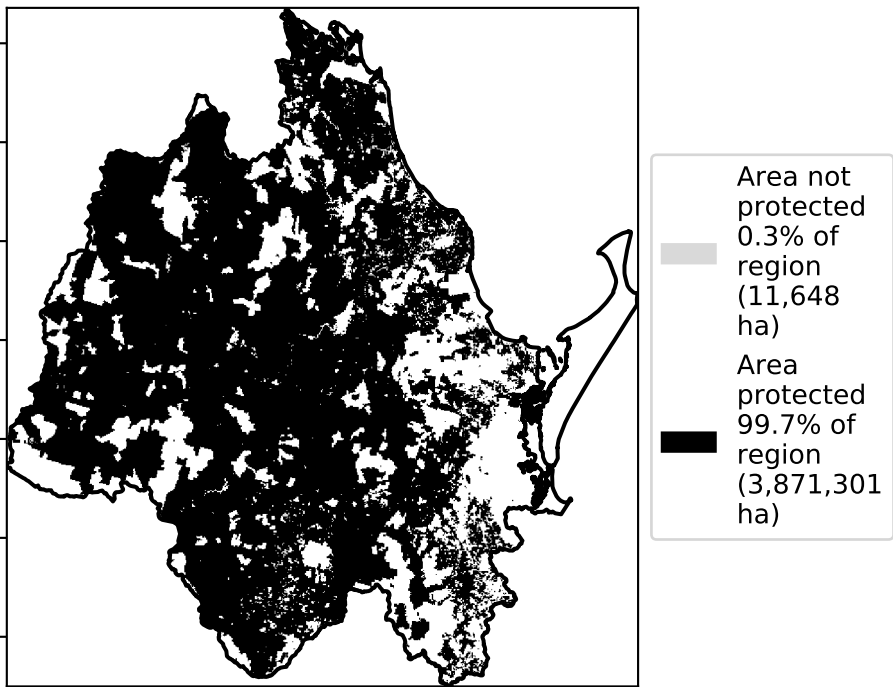 Area not
protected
0.3% of
region
(11,648
ha)
Area
protected
99.7% of
region
(3,871,301
ha)